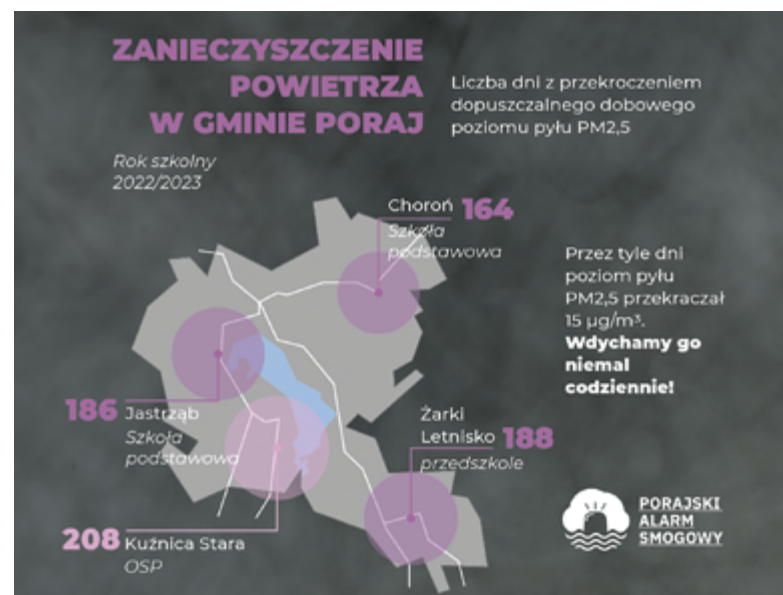 ZANIECZYSZCZENIE
POWIETRZA
W GMINIE PORAJ
Liczba dni z przekroczeniem
dopuszczalnego dobowego
poziomu pyłu PM2,5
Rok szkolny
2022/2023
Choroń 164
Szkoła
podstawowa
Przez tyle dni
poziom pyłu
PM2,5 przekraczał
15 µg/m³.
Wdychamy go
niemal
codziennie!
186 Jastrząb
Szkoła
podstawowa
Żarki
Letnisko 188
przedszkole
208 Kuźnica Stara
OSP
PORAJSKI
ALARM
SMOGOWY